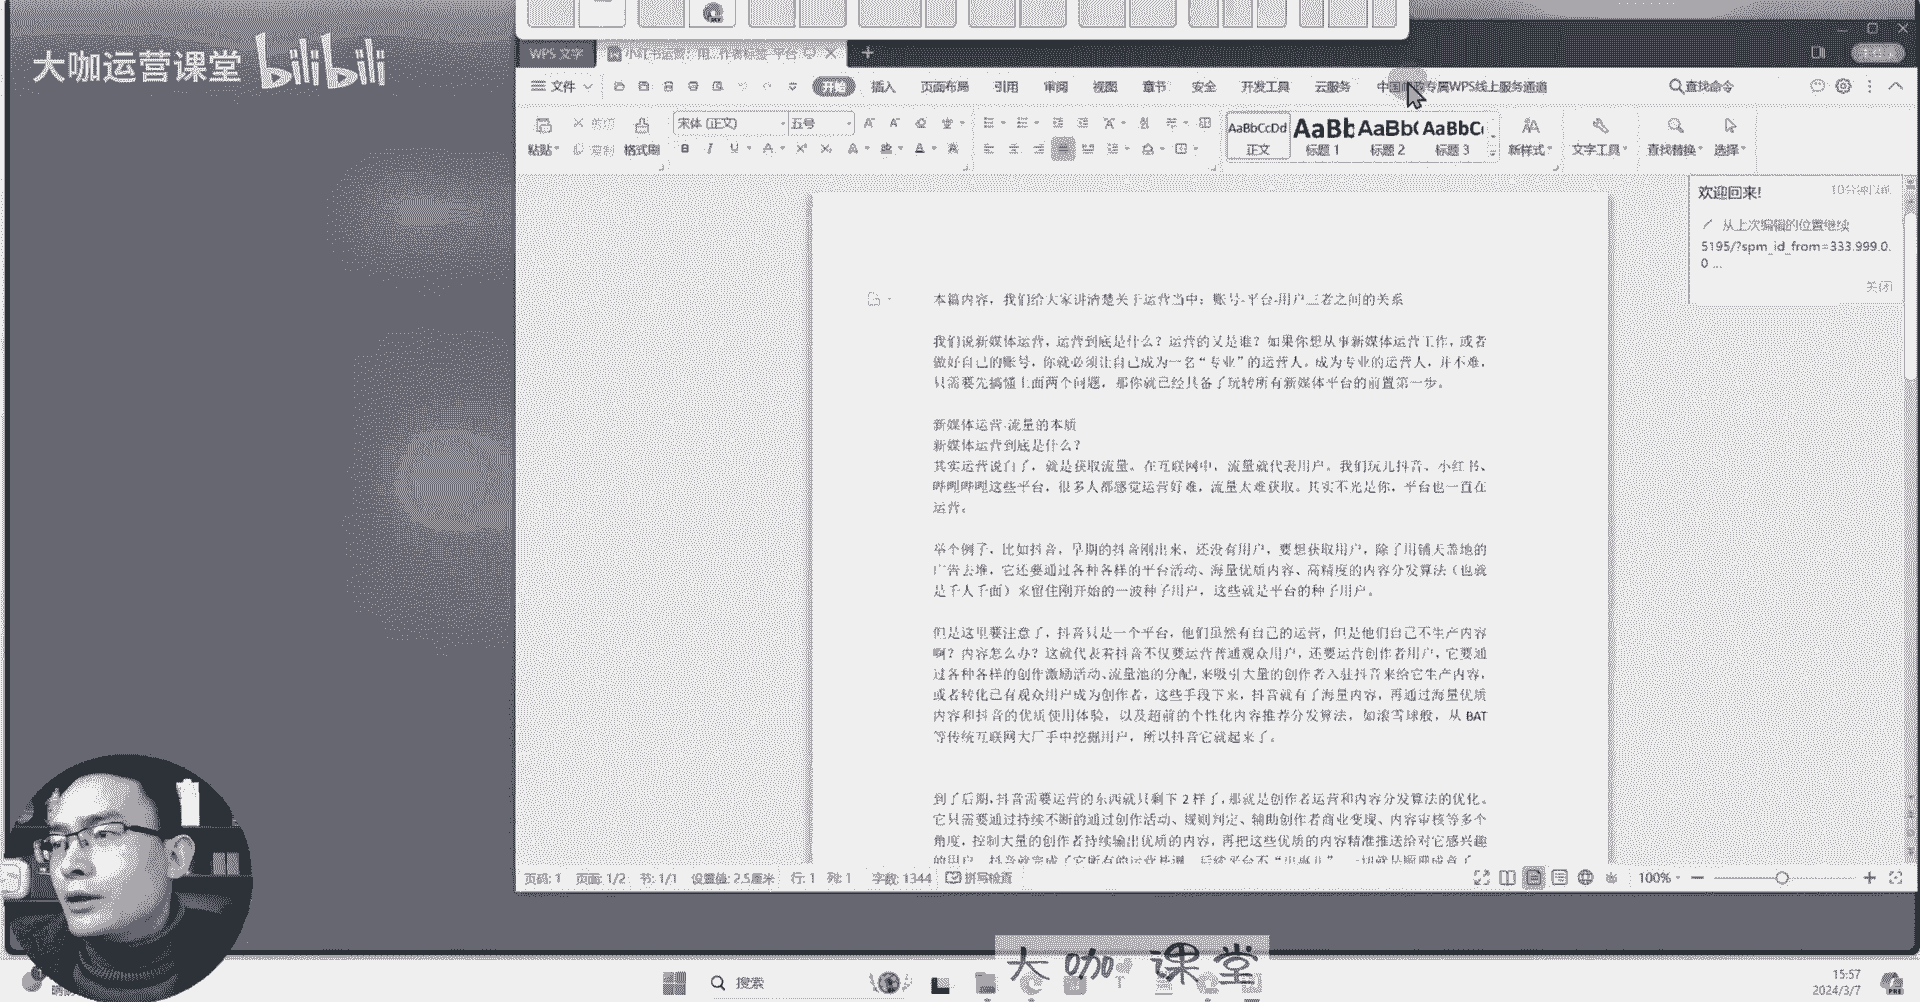 大咖运营课堂 bilibili
WPS 文字
文件 开始 插入 页面布局 引用 审阅 视图 章节 安全 开发工具 云服务 专属WPS线上服务通道 查找命令
粘贴 剪切 复制 格式刷 宋体 (正文) 五号
AaBbCcDd 正文 标题 1 标题 2 标题 3 新样式 文字工具 查找替换 选择
欢迎回来!
从上次编辑的位置继续
5195/?spm_id_from=333.999.0.
0 ...
关闭
本篇内容，我们给大家讲清楚关于运营当中：账号-平台-用户三者之间的关系
我们说新媒体运营，运营到底是什么？运营的又是谁？如果你想从事新媒体运营工作，或者
做好自己的账号，你就必须让自己成为一名“专业”的运营人。成为专业的运营人，并不难，
只需要先搞懂上面两个问题，那你就已经具备了玩转所有新媒体平台的前置第一步。
新媒体运营-流量的本质
新媒体运营到底是什么？
其实运营说白了，就是获取流量。在互联网中，流量就代表用户。我们玩儿抖音、小红书、
哔哩哔哩这些平台，很多人都感觉运营好难，流量太难获取。其实不光是你，平台也一直在
运营。
举个例子，比如抖音，早期的抖音刚出来，还没有用户，要想获取用户，除了用铺天盖地的
广告去堆，它还要通过各种各样的平台活动、海量优质内容、高精度的内容分发算法（也就
是千人千面）来留住刚开始的一波种子用户，这些就是平台的种子用户。
但是这里要注意了，抖音只是一个平台，他们虽然有自己的运营，但是他们自己不生产内容
啊？内容怎么办？这就代表着抖音不仅要运营普通观众用户，还要运营创作者用户，它要通
过各种各样的创作激励活动、流量池的分配，来吸引大量的创作者入驻抖音来给它生产内容，
或者转化已有观众用户成为创作者，这些手段下来，抖音就有了海量内容，再通过海量优质
内容和抖音的优质使用体验，以及超前的个性化内容推荐分发算法，如滚雪球般，从 BAT
等传统互联网大厂手中挖掘用户，所以抖音它就起来了。
到了后期，抖音需要运营的东西就只剩下 2 样了，那就是创作者运营和内容分发算法的优化。
它只需要通过持续不断的通过创作活动、规则判定、辅助创作者商业变现、内容审核等多个
角度，控制大量的创作者持续输出优质的内容，再把这些优质的内容精准推送给对它感兴趣
页码: 1 页面: 1/2 节: 1/1 设置值: 2.5厘米 行: 1 列: 1 字数: 1344 拼写检查 100%
大咖课堂
搜索
15:57
2024/3/7